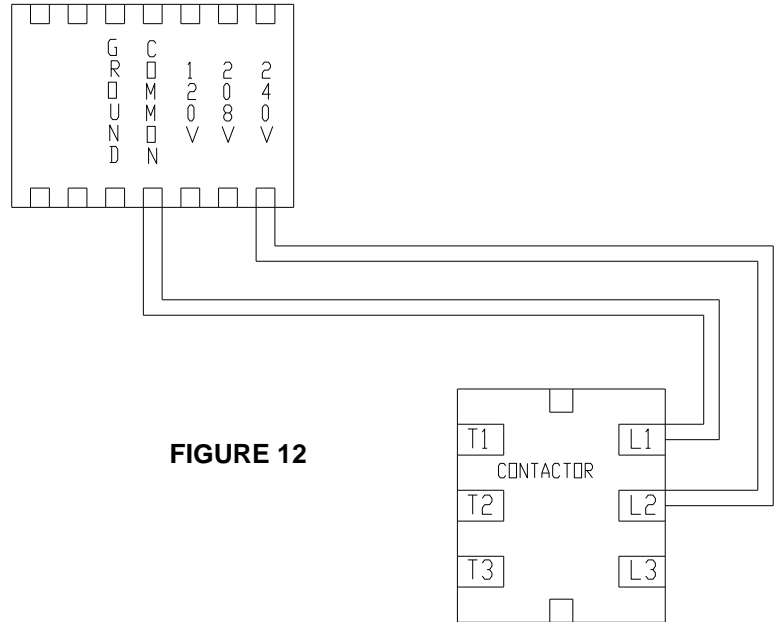 GROUND
COMMON
120V
208V
240V
FIGURE 12
T1
L1
CONTACTOR
T2
L2
T3
L3